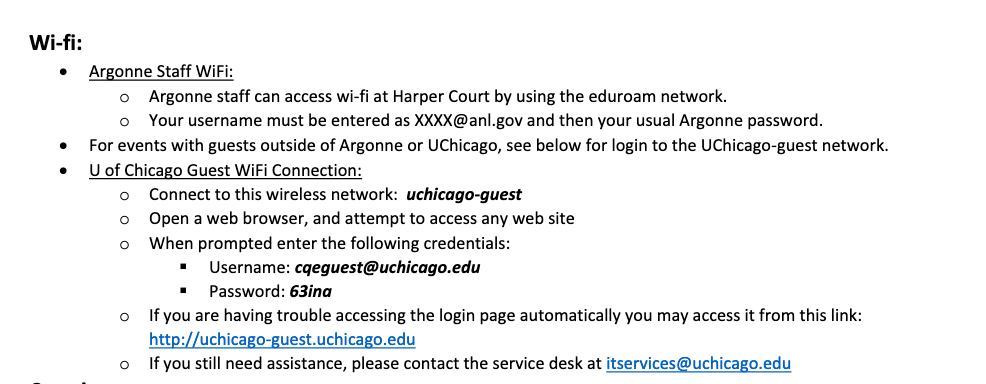 Wi-fi:
• Argonne Staff WiFi:
o Argonne staff can access wi-fi at Harper Court by using the eduroam network.
o Your username must be entered as XXXX@anl.gov and then your usual Argonne password.
• For events with guests outside of Argonne or UChicago, see below for login to the UChicago-guest network.
• U of Chicago Guest WiFi Connection:
o Connect to this wireless network: uchicago-guest
o Open a web browser, and attempt to access any web site
o When prompted enter the following credentials:
▪ Username: cqeguest@uchicago.edu
▪ Password: 63ina
o If you are having trouble accessing the login page automatically you may access it from this link:
http://uchicago-guest.uchicago.edu
o If you still need assistance, please contact the service desk at itservices@uchicago.edu